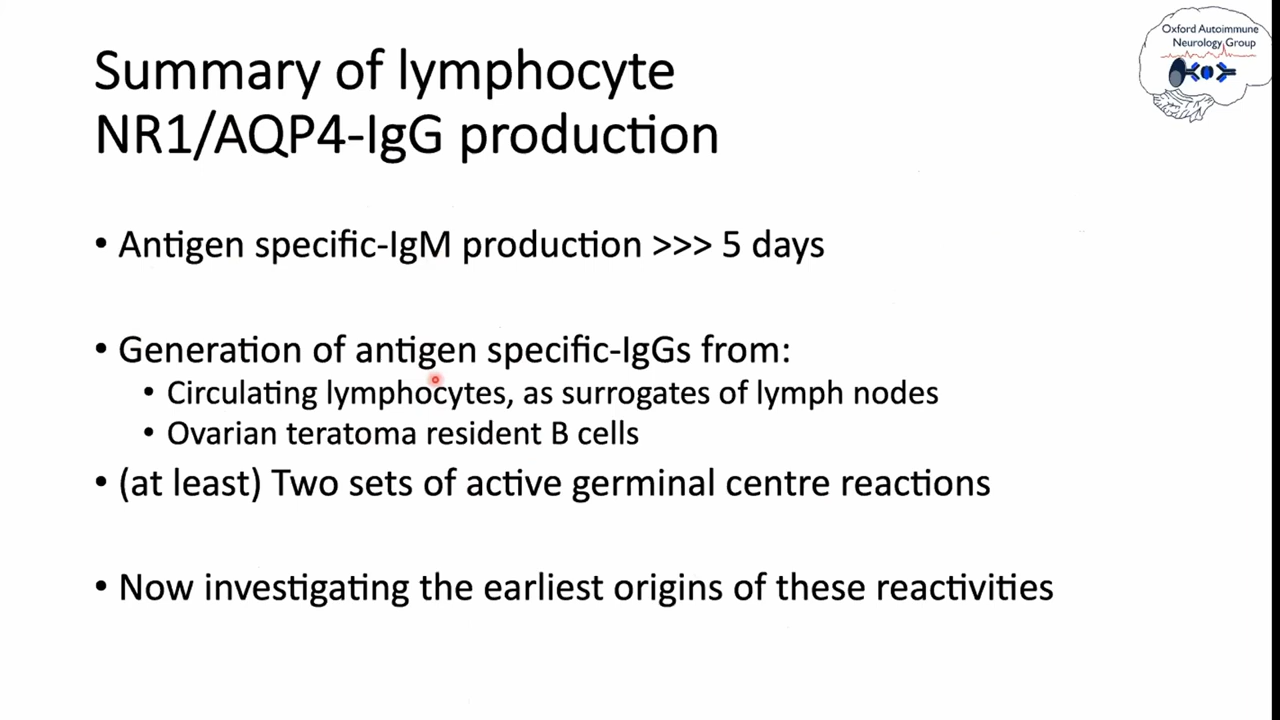 Oxford Autoimmune
Neurology Group
Summary of lymphocyte
NR1/AQP4-IgG production
• Antigen specific-IgM production >>> 5 days
• Generation of antigen specific-IgGs from:
• Circulating lymphocytes, as surrogates of lymph nodes
• Ovarian teratoma resident B cells
• (at least) Two sets of active germinal centre reactions
• Now investigating the earliest origins of these reactivities